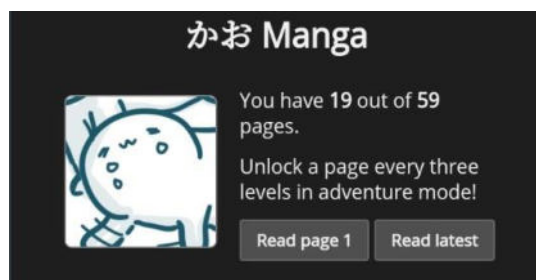 かお Manga
You have 19 out of 59
pages.
Unlock a page every three
levels in adventure mode!
Read page 1 Read latest